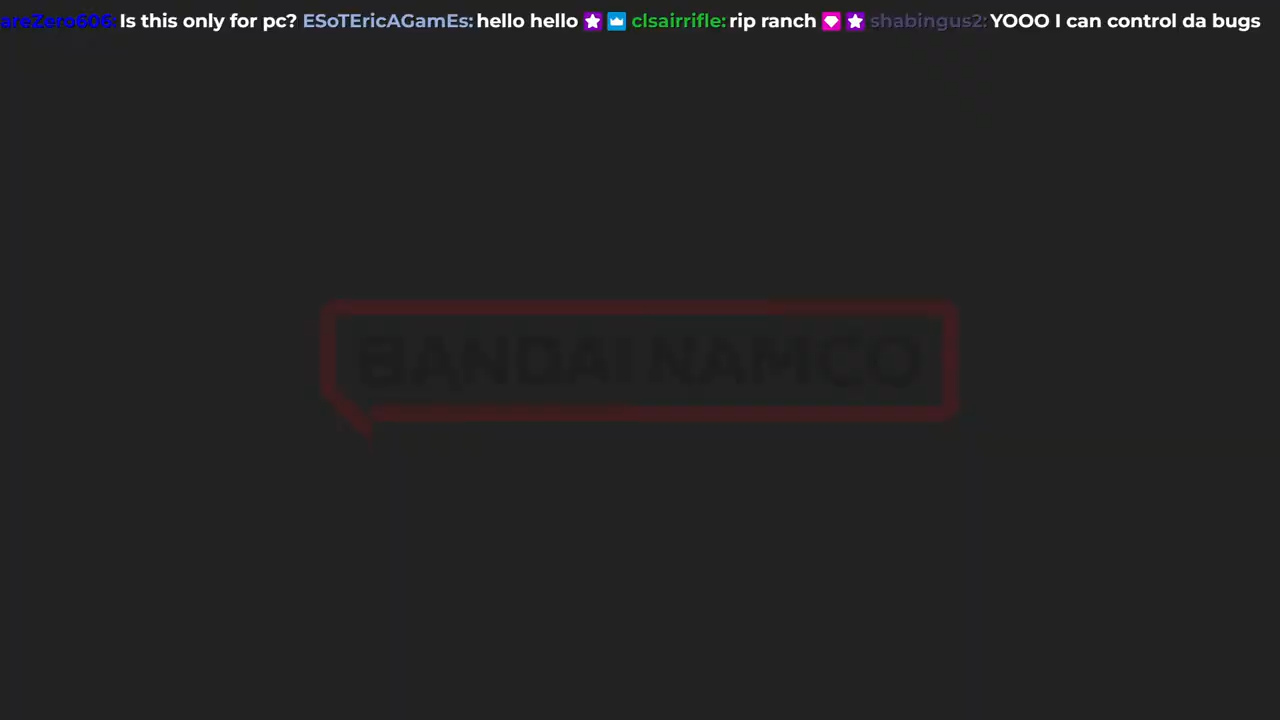 areZero606: Is this only for pc? ESoTEricAGamEs: hello hello clsairrifle: rip ranch shabingus2: YOOO I can control da bugs
BANDAI NAMCO